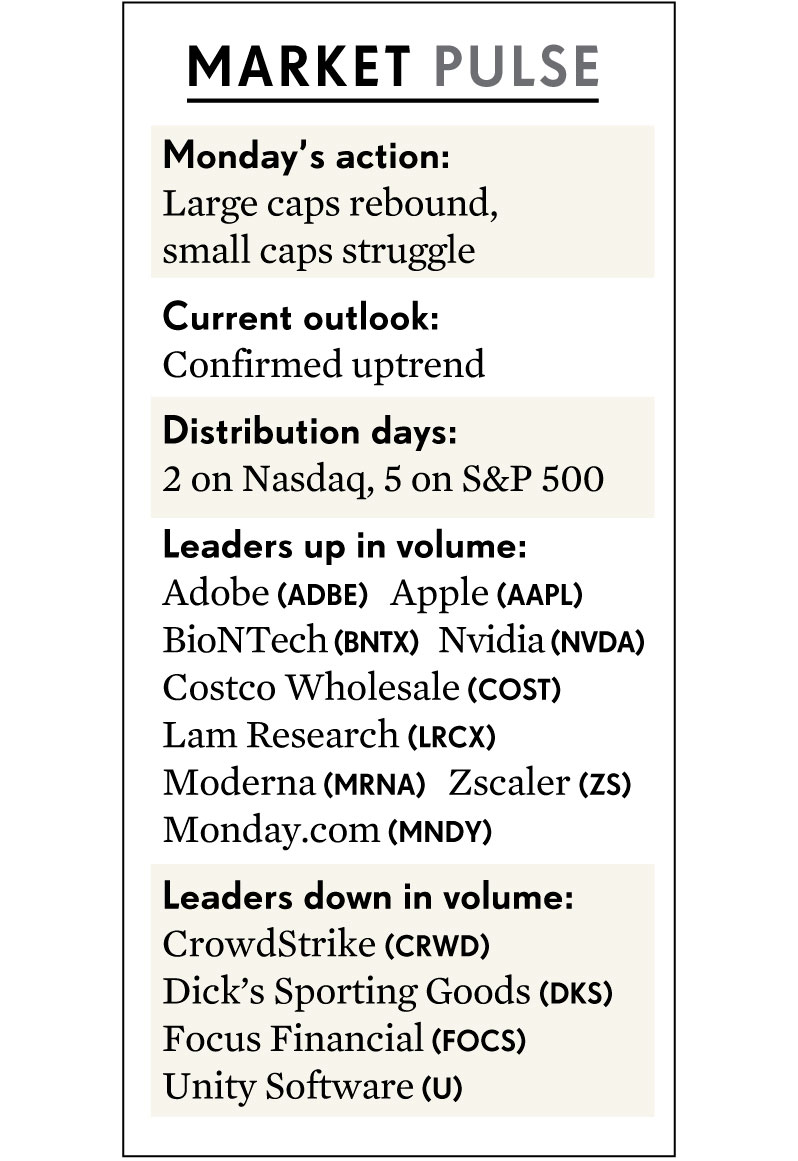 MARKET PULSE
Monday’s action:
Large caps rebound,
small caps struggle
Current outlook:
Confirmed uptrend
Distribution days:
2 on Nasdaq, 5 on S&P 500
Leaders up in volume:
Adobe (ADBE) Apple (AAPL)
BioNTech (BNTX) Nvidia (NVDA)
Costco Wholesale (COST)
Lam Research (LRCX)
Moderna (MRNA) Zscaler (ZS)
Monday.com (MNDY)
Leaders down in volume:
CrowdStrike (CRWD)
Dick’s Sporting Goods (DKS)
Focus Financial (FOCS)
Unity Software (U)